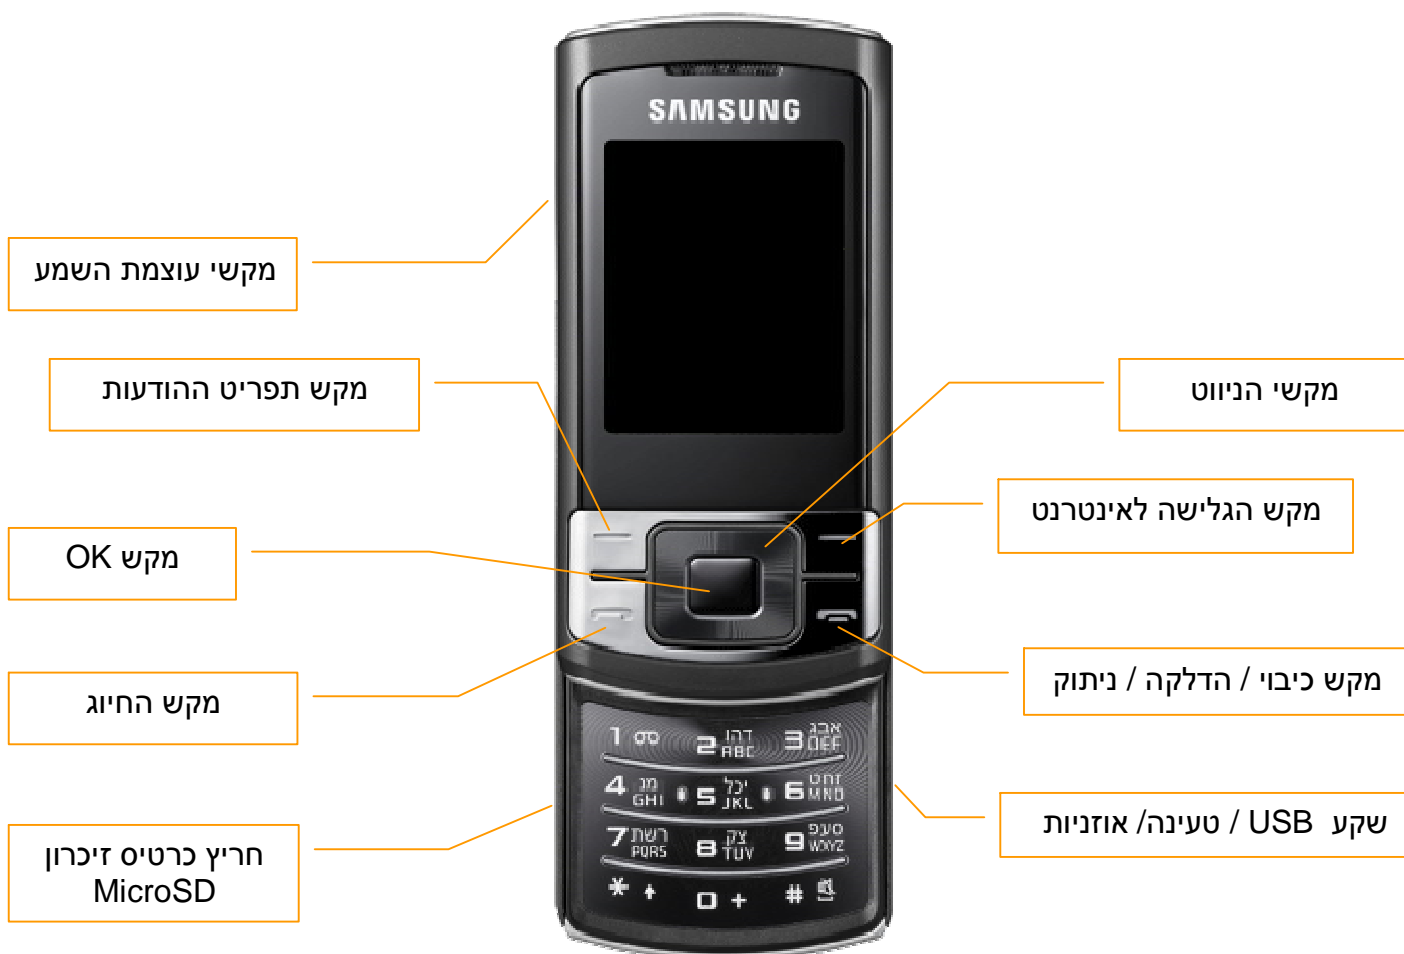 SAMSUNG
מקשי עוצמת השמע
מקש תפריט ההודעות
מקשי הניווט
מקש הגלישה לאינטרנט
מקש OK
מקש החיוג
מקש כיבוי / הדלקה / ניתוק
שקע USB / טעינה/ אוזניות
חריץ כרטיס זיכרון
MicroSD
1
2 דהו ABC
3 אבג DEF
4 מנ GHI
5 יכל JKL
6 זחט MNO
7 רשת PQRS
8 צק TUV
9 סעפ WXYZ
*
0 +
#